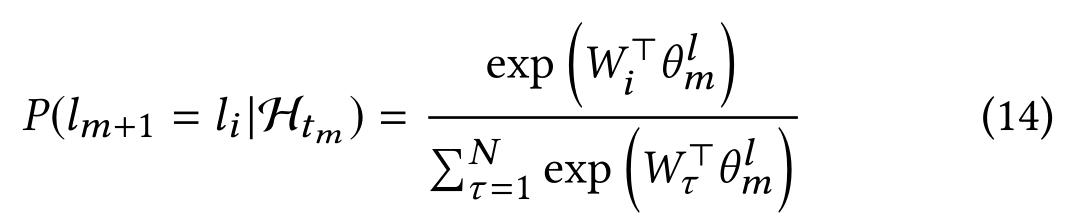 P(l_{m+1} = l_i|\mathcal{H}_{t_m}) = \frac{\exp\left(W_i^\top \theta_m^l\right)}{\sum_{\tau=1}^{N} \exp\left(W_\tau^\top \theta_m^l\right)} (14)